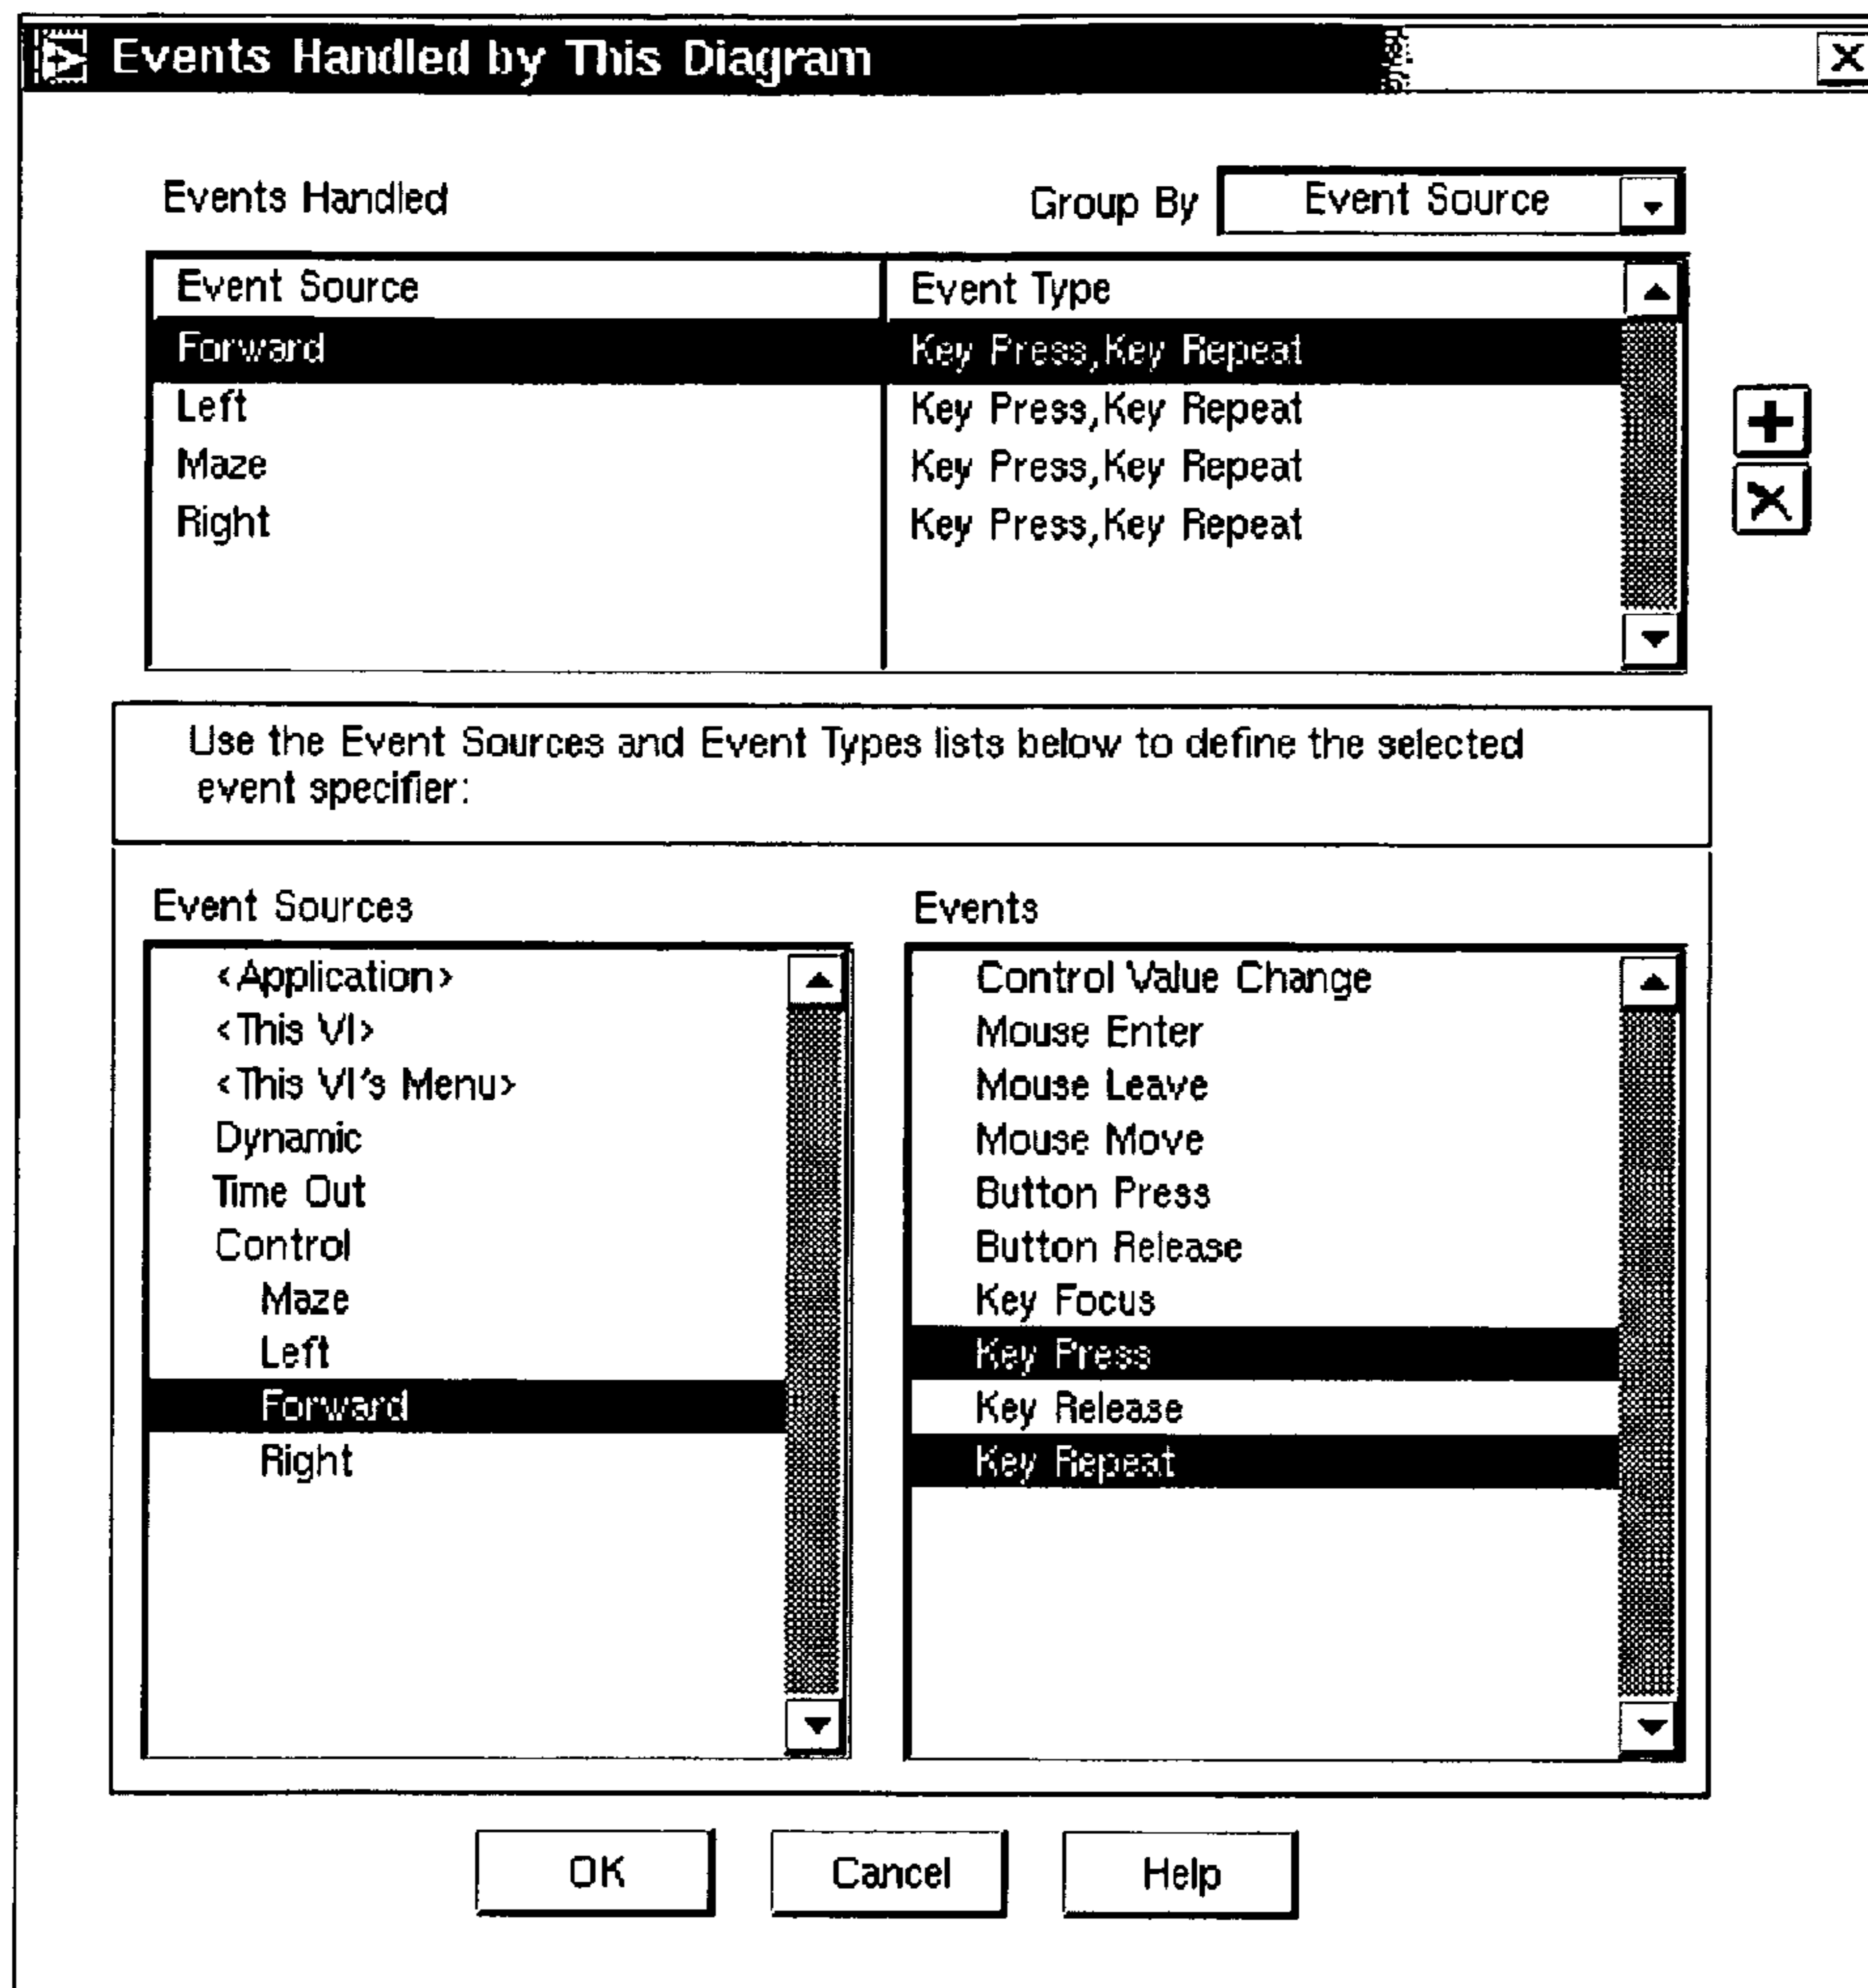 Events Handled by This Diagram
Events Handled Group By Event Source
Event Source Event Type
Forward Key Press,Key Repeat
Left Key Press,Key Repeat
Maze Key Press,Key Repeat
Right Key Press,Key Repeat
Use the Event Sources and Event Types lists below to define the selected
event specifier:
Event Sources
<Application>
<This VI>
<This VI's Menu>
Dynamic
Time Out
Control
Maze
Left
Forward
Right
Events
Control Value Change
Mouse Enter
Mouse Leave
Mouse Move
Button Press
Button Release
Key Focus
Key Press
Key Release
Key Repeat
OK Cancel Help